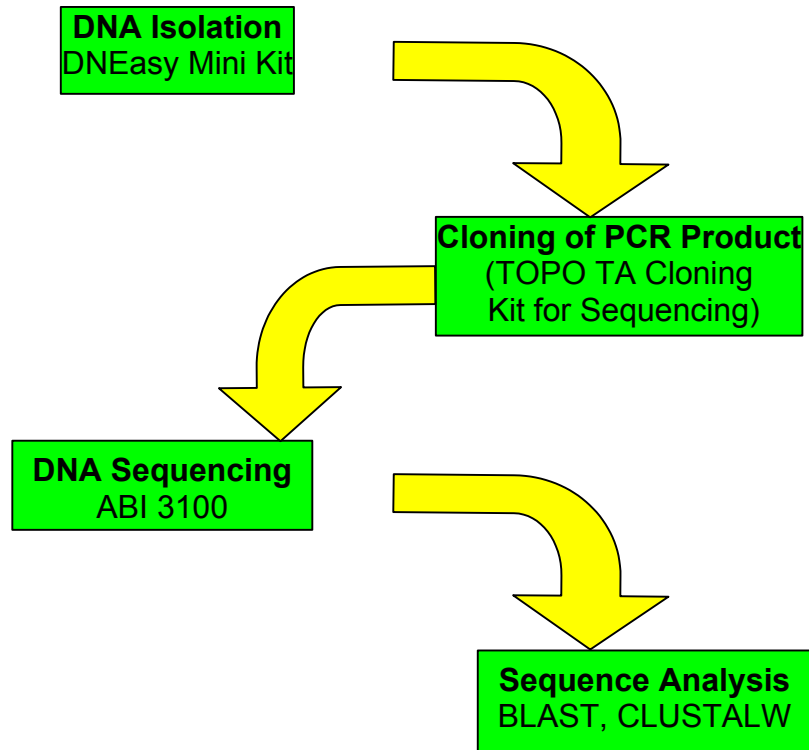 DNA Isolation
DNEasy Mini Kit
Cloning of PCR Product
(TOPO TA Cloning
Kit for Sequencing)
DNA Sequencing
ABI 3100
Sequence Analysis
BLAST, CLUSTALW